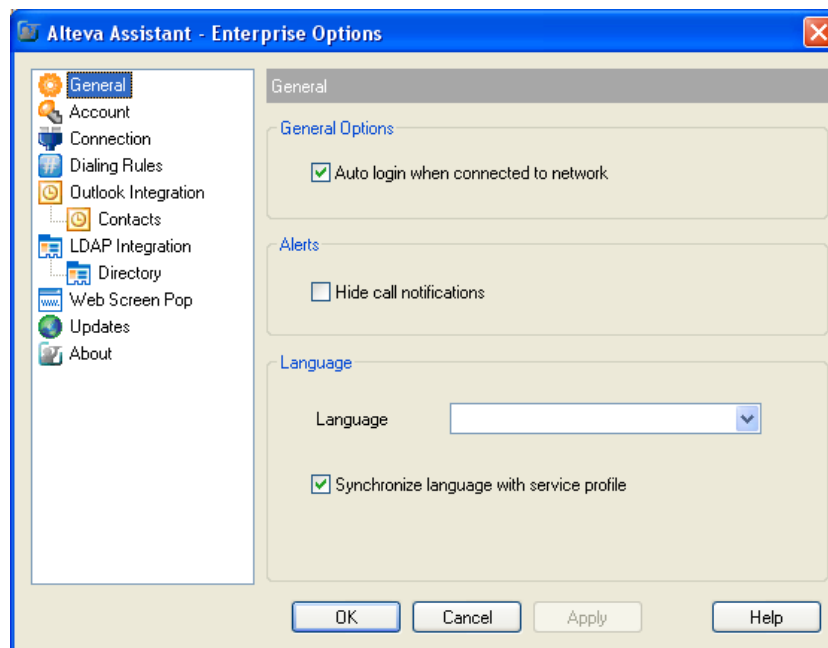 Alteva Assistant - Enterprise Options
General
Account
Connection
Dialing Rules
Outlook Integration
Contacts
LDAP Integration
Directory
Web Screen Pop
Updates
About
General
General Options
Auto login when connected to network
Alerts
Hide call notifications
Language
Language
Synchronize language with service profile
OK Cancel Apply Help